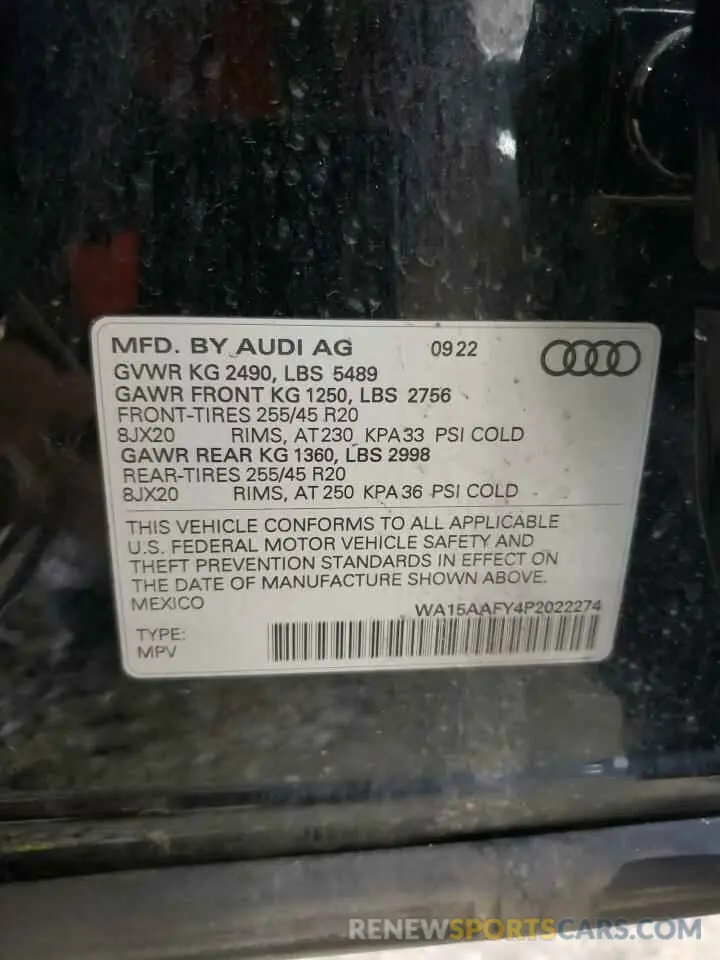 MFD. BY AUDI AG 09 22
GVWR KG 2490, LBS 5489
GAWR FRONT KG 1250, LBS 2756
FRONT-TIRES 255/45 R20
8JX20 RIMS, AT 230 KPA 33 PSI COLD
GAWR REAR KG 1360, LBS 2998
REAR-TIRES 255/45 R20
8JX20 RIMS, AT 250 KPA 36 PSI COLD
THIS VEHICLE CONFORMS TO ALL APPLICABLE
U.S. FEDERAL MOTOR VEHICLE SAFETY AND
THEFT PREVENTION STANDARDS IN EFFECT ON
THE DATE OF MANUFACTURE SHOWN ABOVE.
MEXICO WA15AAFY4P2022274
TYPE:
MPV
RENEWSPORTSCARS.COM